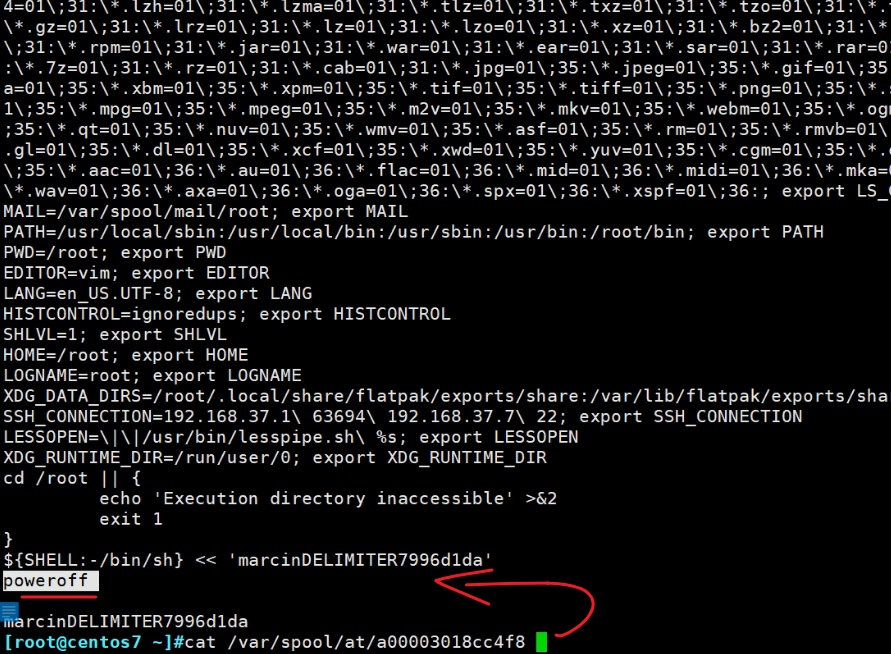 4=01\;31:\*.lzh=01\;31:\*.lzma=01\;31:\*.tlz=01\;31:\*.txz=01\;31:\*.tzo=01\;31:\*.
\*.gz=01\;31:\*.lrz=01\;31:\*.lz=01\;31:\*.lzo=01\;31:\*.xz=01\;31:\*.bz2=01\;31:\*
\;31:\*.rpm=01\;31:\*.jar=01\;31:\*.war=01\;31:\*.ear=01\;31:\*.sar=01\;31:\*.rar=01
:\*.7z=01\;31:\*.rz=01\;31:\*.cab=01\;31:\*.jpg=01\;35:\*.jpeg=01\;35:\*.gif=01\;35
a=01\;35:\*.xbm=01\;35:\*.xpm=01\;35:\*.tif=01\;35:\*.tiff=01\;35:\*.png=01\;35:\*.
1\;35:\*.mpg=01\;35:\*.mpeg=01\;35:\*.m2v=01\;35:\*.mkv=01\;35:\*.webm=01\;35:\*.ogm
;35:\*.qt=01\;35:\*.nuv=01\;35:\*.wmv=01\;35:\*.asf=01\;35:\*.rm=01\;35:\*.rmvb=01\
.gl=01\;35:\*.dl=01\;35:\*.xcf=01\;35:\*.xwd=01\;35:\*.yuv=01\;35:\*.cgm=01\;35:\*.
\;35:\*.aac=01\;36:\*.au=01\;36:\*.flac=01\;36:\*.mid=01\;36:\*.midi=01\;36:\*.mka=0
\*.wav=01\;36:\*.axa=01\;36:\*.oga=01\;36:\*.spx=01\;36:\*.xspf=01\;36:; export LS_
MAIL=/var/spool/mail/root; export MAIL
PATH=/usr/local/sbin:/usr/local/bin:/usr/sbin:/usr/bin:/root/bin; export PATH
PWD=/root; export PWD
EDITOR=vim; export EDITOR
LANG=en_US.UTF-8; export LANG
HISTCONTROL=ignoredups; export HISTCONTROL
SHLVL=1; export SHLVL
HOME=/root; export HOME
LOGNAME=root; export LOGNAME
XDG_DATA_DIRS=/root/.local/share/flatpak/exports/share:/var/lib/flatpak/exports/sha
SSH_CONNECTION=192.168.37.1\ 63694\ 192.168.37.7\ 22; export SSH_CONNECTION
LESSOPEN=\|\|/usr/bin/lesspipe.sh\ %s; export LESSOPEN
XDG_RUNTIME_DIR=/run/user/0; export XDG_RUNTIME_DIR
cd /root || {
echo 'Execution directory inaccessible' >&2
exit 1
}
${SHELL:-/bin/sh} << 'marcinDELIMITER7996d1da'
poweroff
marcinDELIMITER7996d1da
[root@centos7 ~]#cat /var/spool/at/a00003018cc4f8